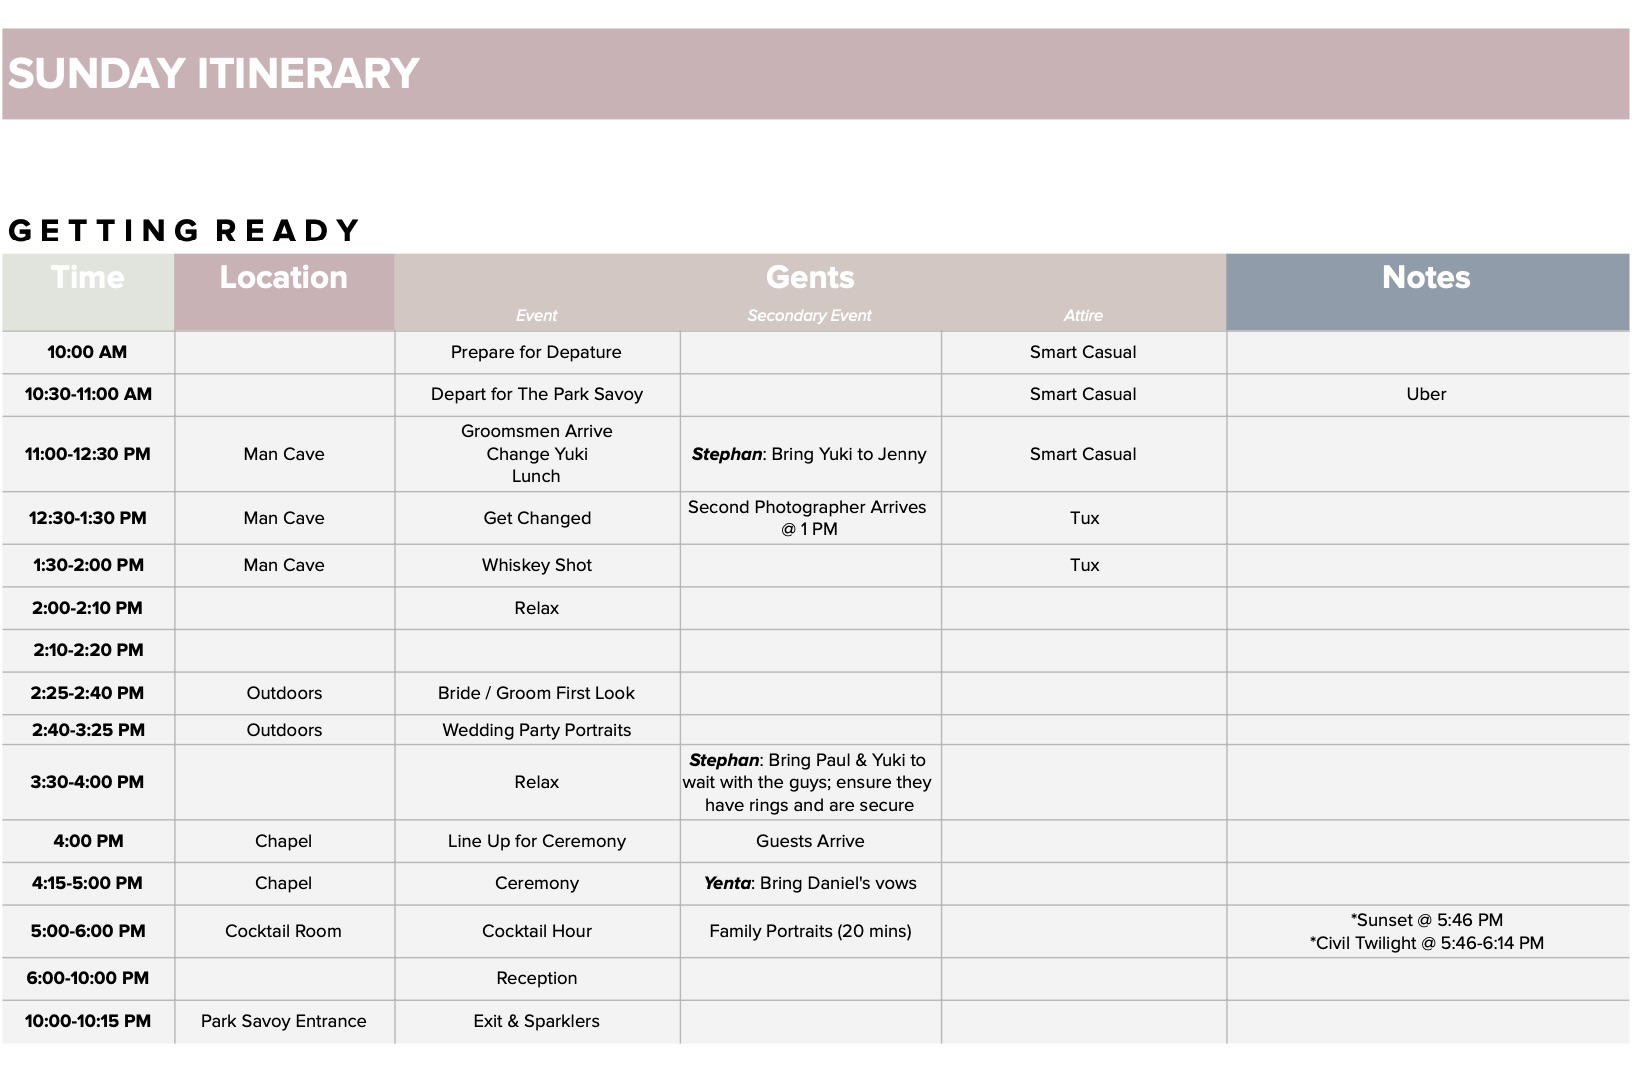 SUNDAY ITINERARY
GETTING READY
Time Location Gents Notes
Event Secondary Event Attire
10:00 AM Prepare for Depature Smart Casual
10:30-11:00 AM Depart for The Park Savoy Smart Casual Uber
Groomsmen Arrive
11:00-12:30 PM Man Cave Change Yuki Stephan: Bring Yuki to Jenny Smart Casual
Lunch
Second Photographer Arrives
12:30-1:30 PM Man Cave Get Changed Tux
@ 1 PM
1:30-2:00 PM Man Cave Whiskey Shot Tux
2:00-2:10 PM Relax
2:10-2:20 PM
2:25-2:40 PM Outdoors Bride / Groom First Look
2:40-3:25 PM Outdoors Wedding Party Portraits
Stephan: Bring Paul & Yuki to
3:30-4:00 PM Relax wait with the guys; ensure they
have rings and are secure
4:00 PM Chapel Line Up for Ceremony Guests Arrive
4:15-5:00 PM Chapel Ceremony Yenta: Bring Daniel's vows
*Sunset @ 5:46 PM
5:00-6:00 PM Cocktail Room Cocktail Hour Family Portraits (20 mins)
*Civil Twilight @ 5:46-6:14 PM
6:00-10:00 PM Reception
10:00-10:15 PM Park Savoy Entrance Exit & Sparklers